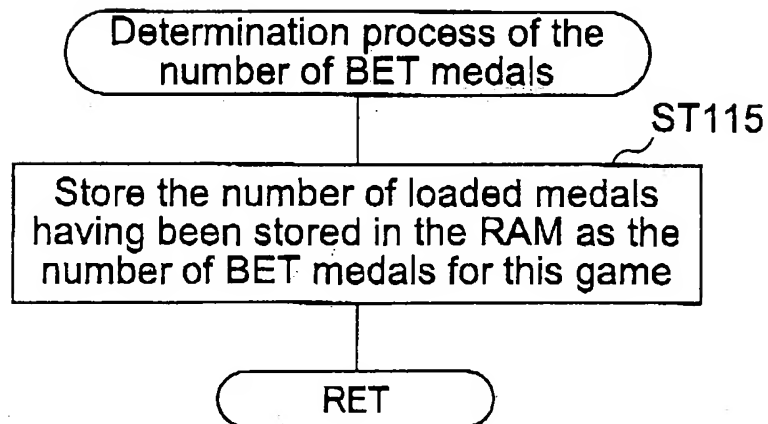 Determination process of the
number of BET medals
ST115
Store the number of loaded medals
having been stored in the RAM as the
number of BET medals for this game
RET